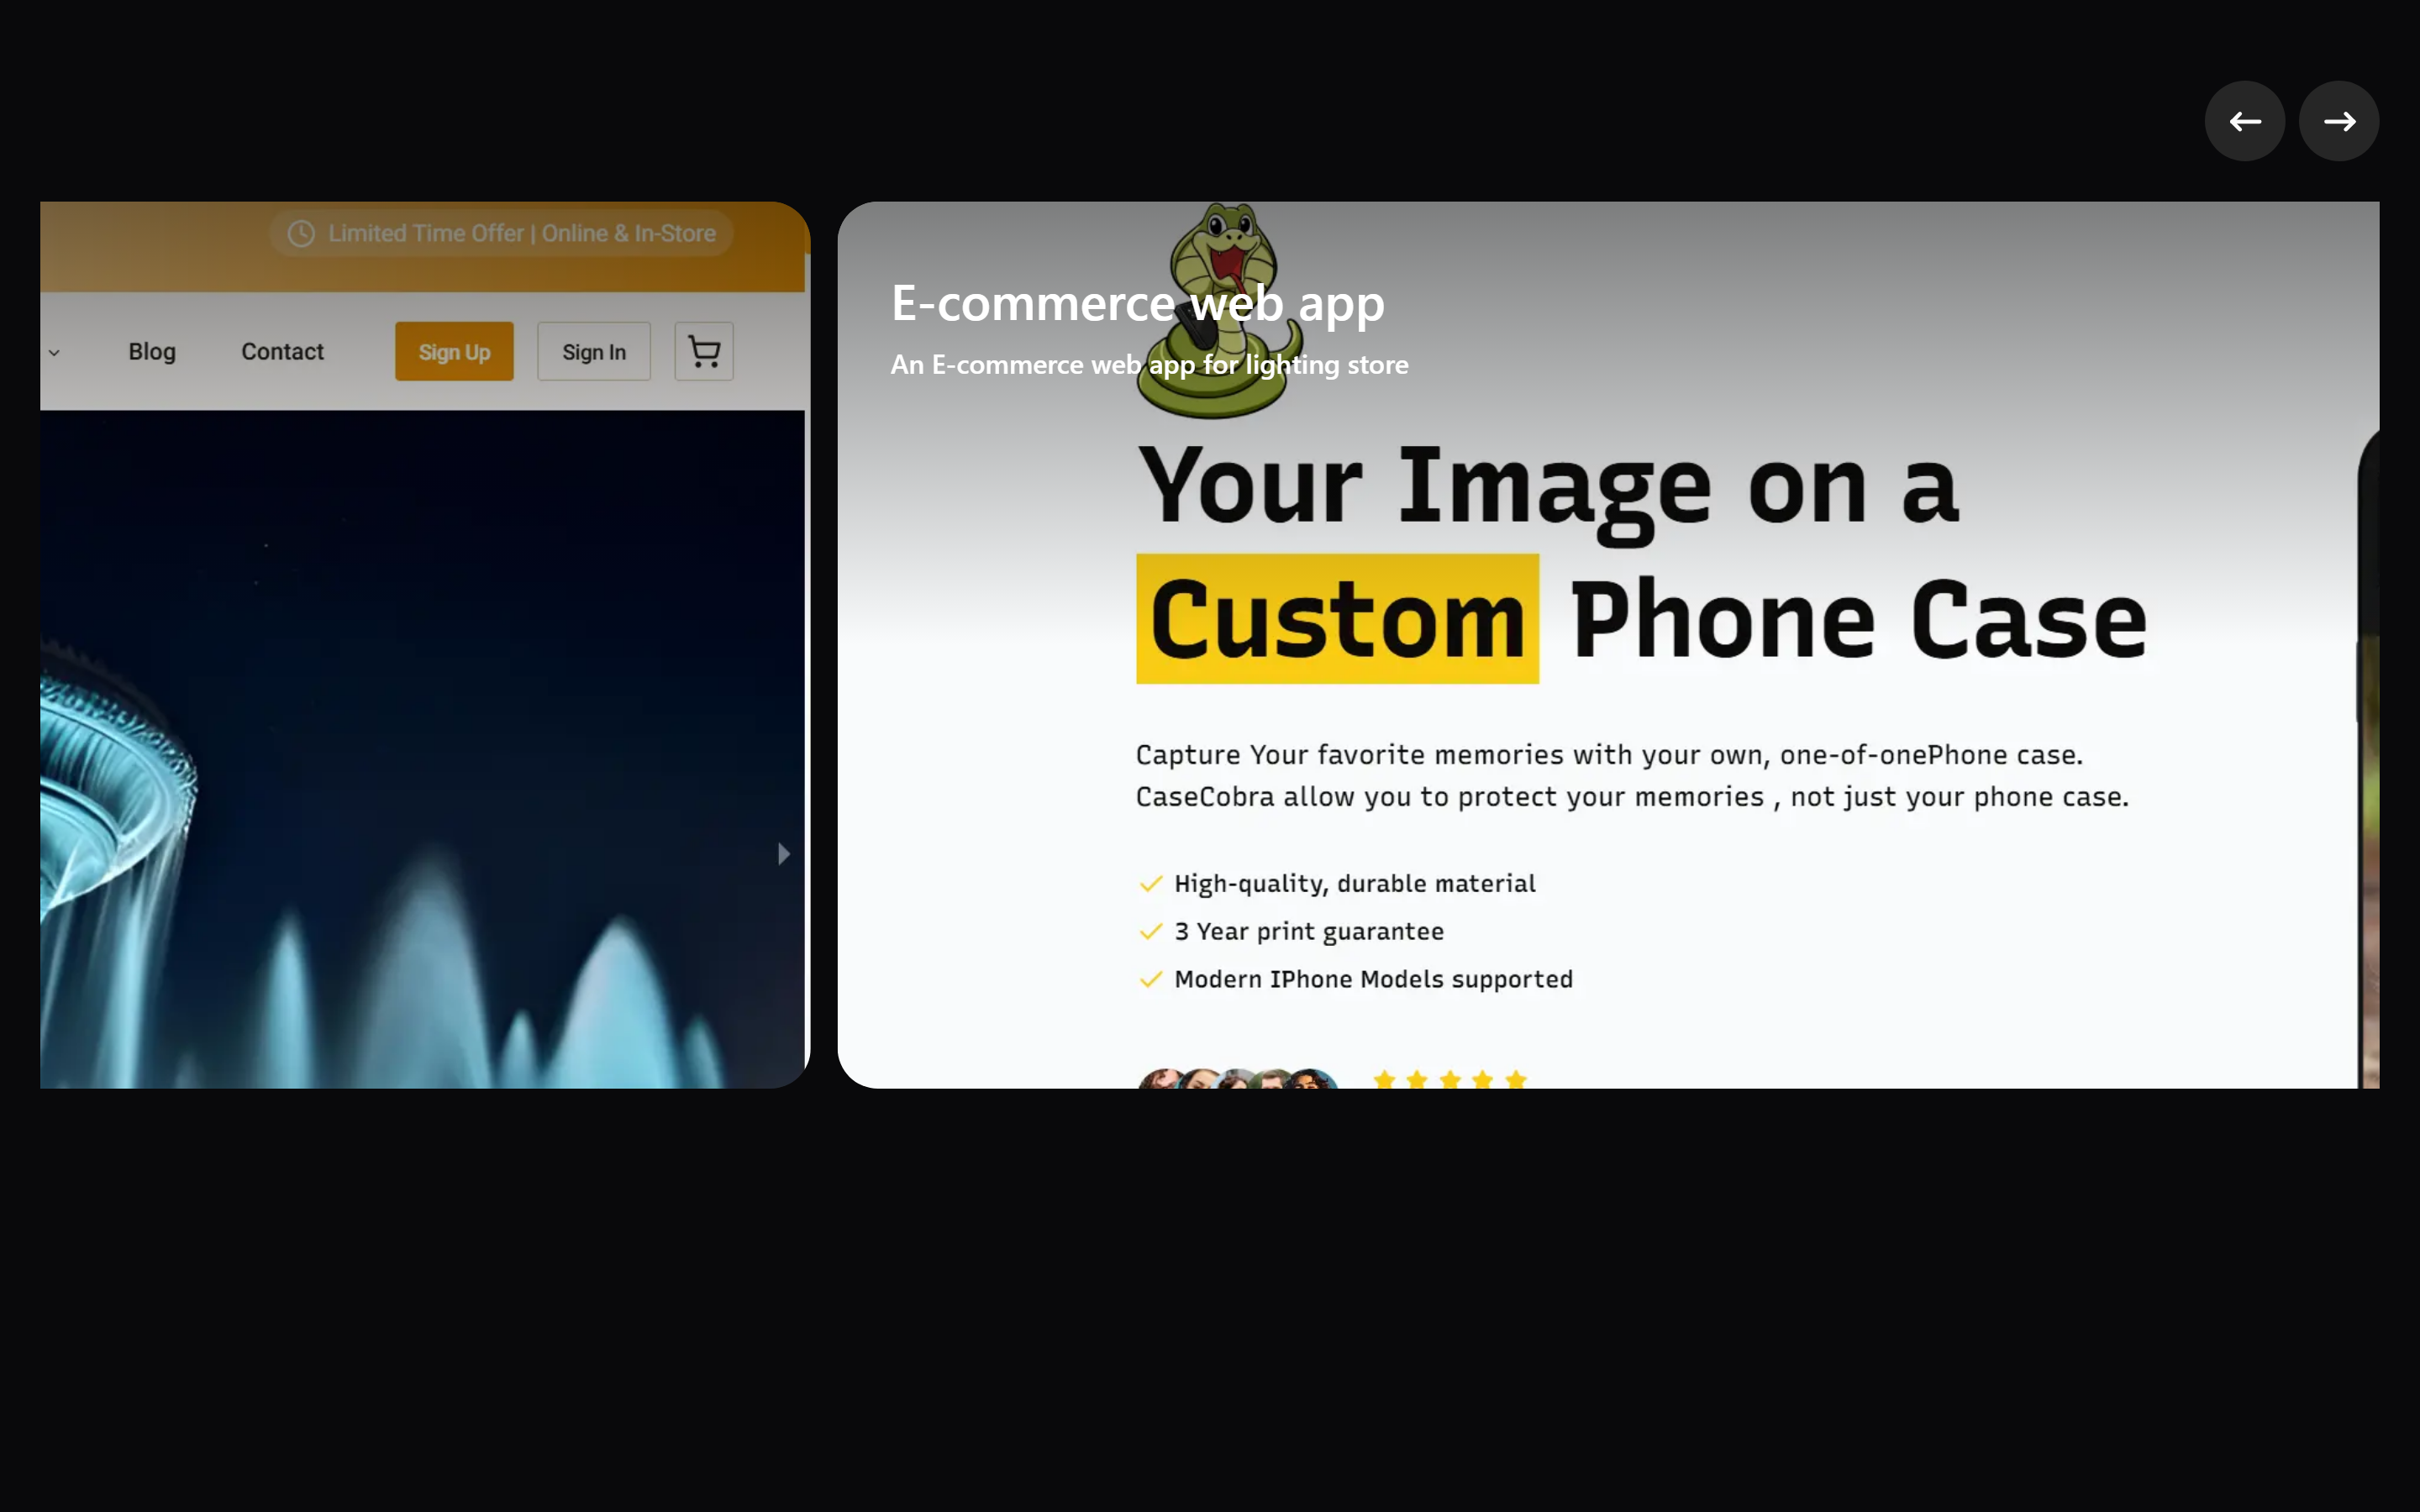 Limited Time Offer | Online & In-Store
Blog
Contact
Sign Up
Sign In
E-commerce web app
An E-commerce web app for lighting store
Your Image on a
Custom Phone Case
Capture Your favorite memories with your own, one-of-onePhone case.
CaseCobra allow you to protect your memories , not just your phone case.
High-quality, durable material
3 Year print guarantee
Modern IPhone Models supported